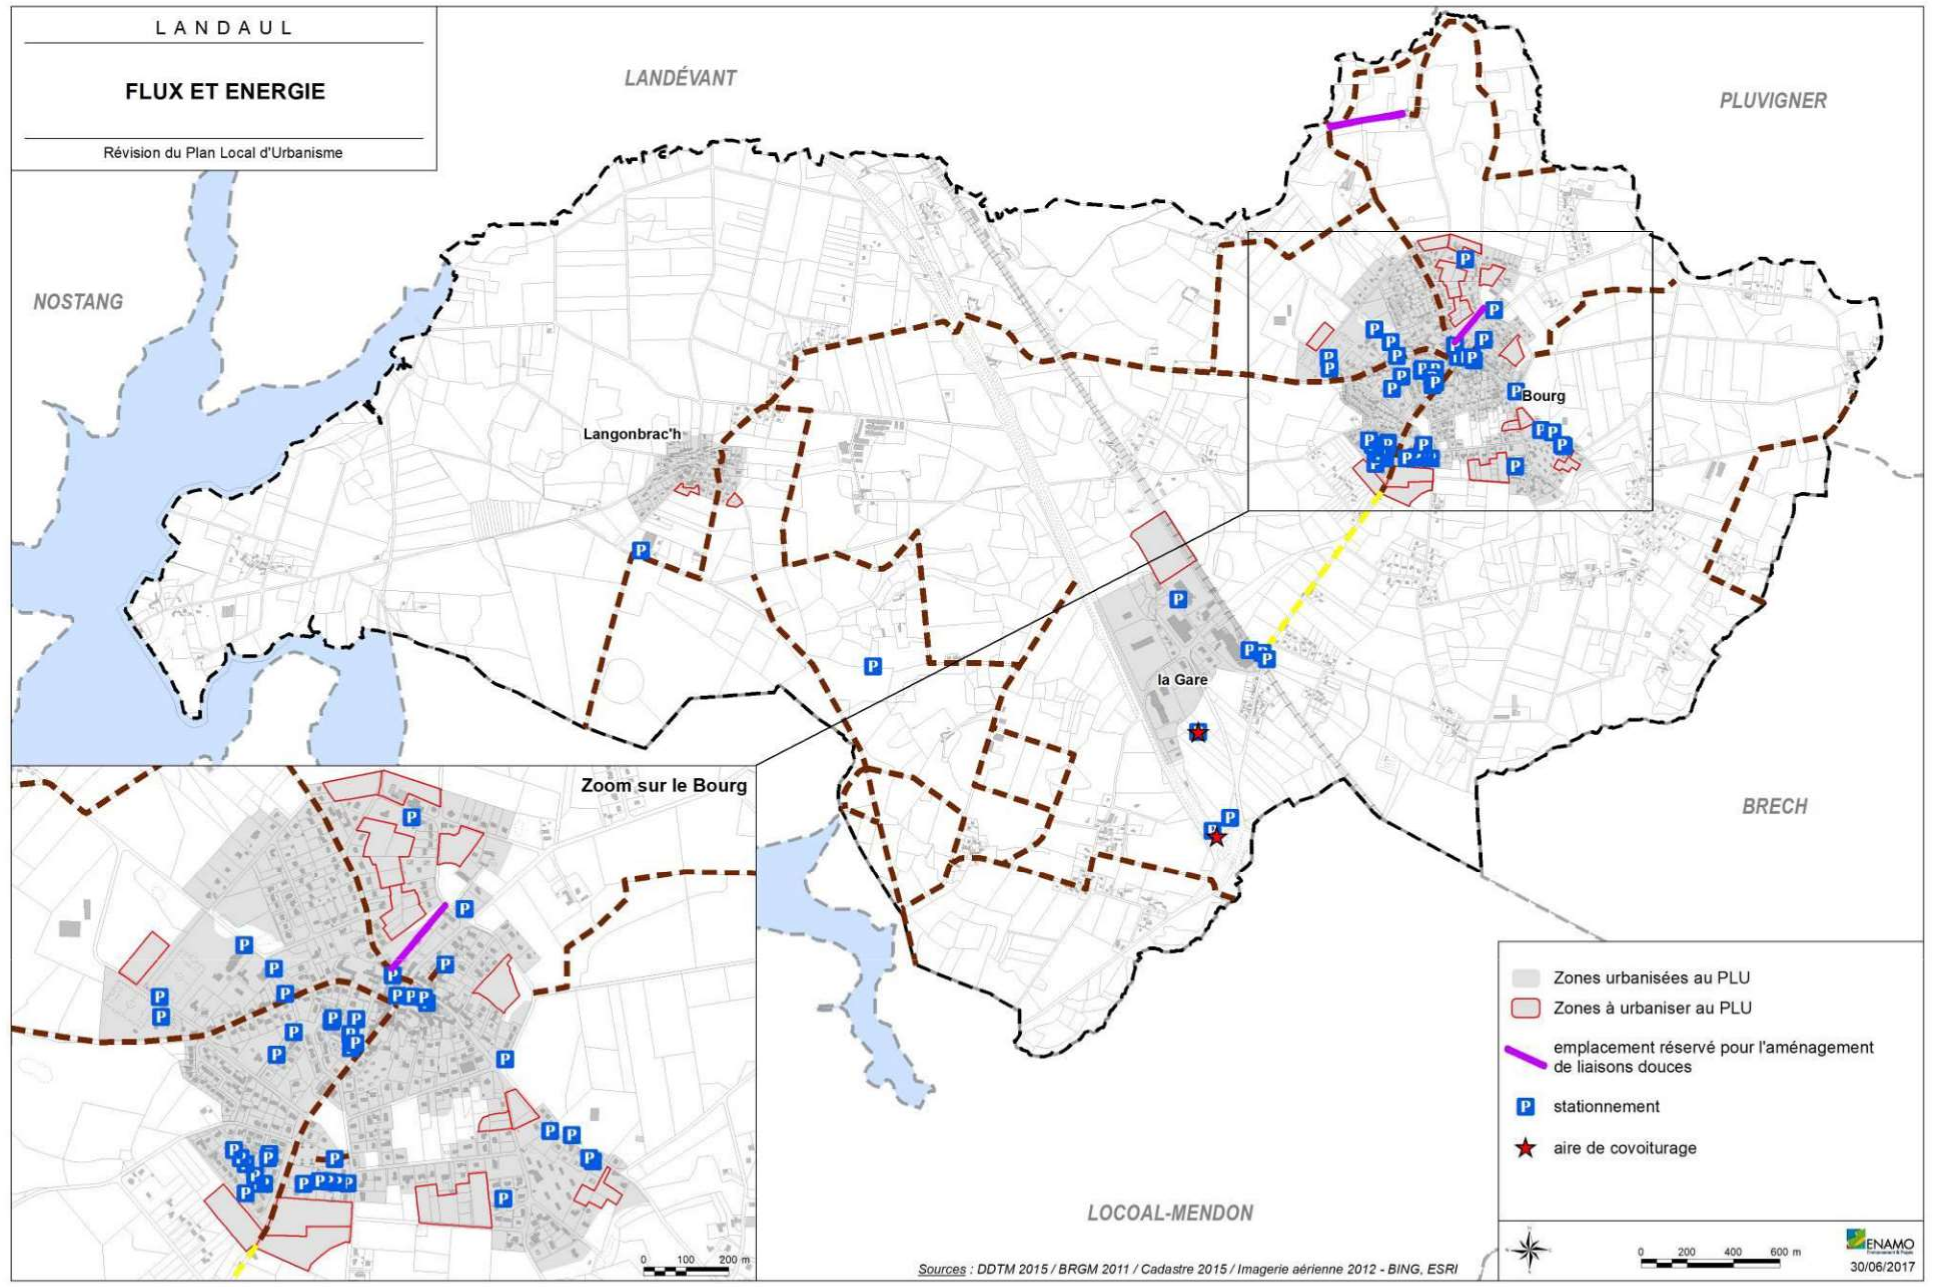 LANDAUL
FLUX ET ENERGIE
Révision du Plan Local d'Urbanisme
LANDÉVANT
PLUVIGNER
NOSTANG
Langonbrac'h
Bourg
la Gare
BRECH
LOCOAL-MENDON
Zoom sur le Bourg
0 100 200 m
Zones urbanisées au PLU
Zones à urbaniser au PLU
emplacement réservé pour l'aménagement
de liaisons douces
P stationnement
aire de covoiturage
0 200 400 600 m
ENAMO
30/06/2017
Sources : DDTM 2015 / BRGM 2011 / Cadastre 2015 / Imagerie aérienne 2012 - BING, ESRI